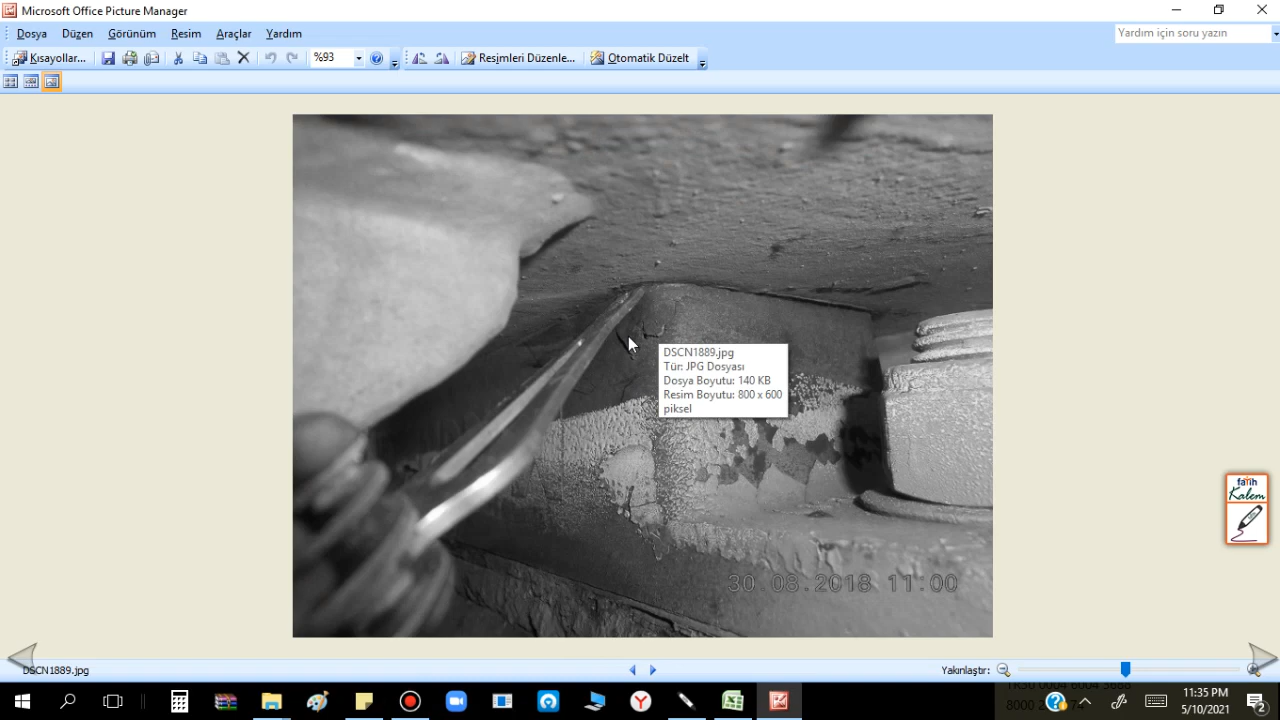 Microsoft Office Picture Manager
Dosya Düzen Görünüm Resim Araçlar Yardım
Yardım için soru yazın
Kısayollar... %93 Resimleri Düzenle... Otomatik Düzelt
DSCN1889.jpg
Tür: JPG Dosyası
Dosya Boyutu: 140 KB
Resim Boyutu: 800 x 600
piksel
fatih
Kalem
30.08.2018 11:00
DSCN1889.jpg
Yakınlaştır:
11:35 PM
5/10/2021
2